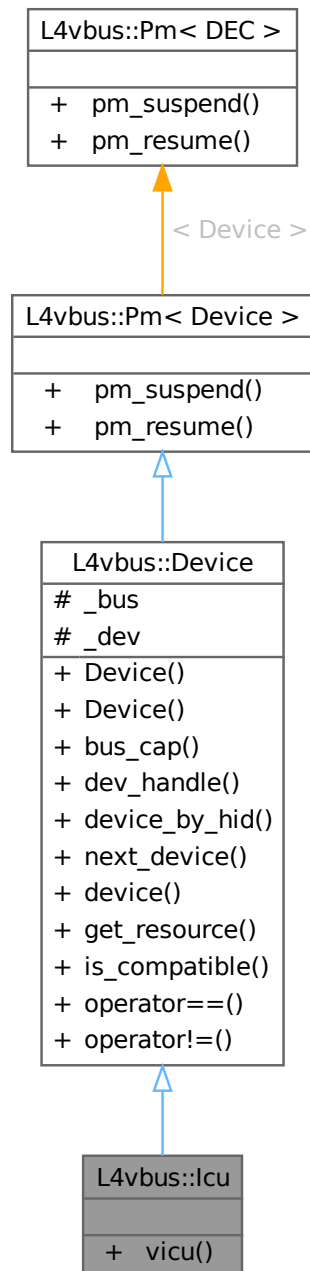 L4vbus::Pm< DEC >
+ pm_suspend()
+ pm_resume()
< Device >
L4vbus::Pm< Device >
+ pm_suspend()
+ pm_resume()
L4vbus::Device
# _bus
# _dev
+ Device()
+ Device()
+ bus_cap()
+ dev_handle()
+ device_by_hid()
+ next_device()
+ device()
+ get_resource()
+ is_compatible()
+ operator==()
+ operator!=()
L4vbus::Icu
+ vicu()